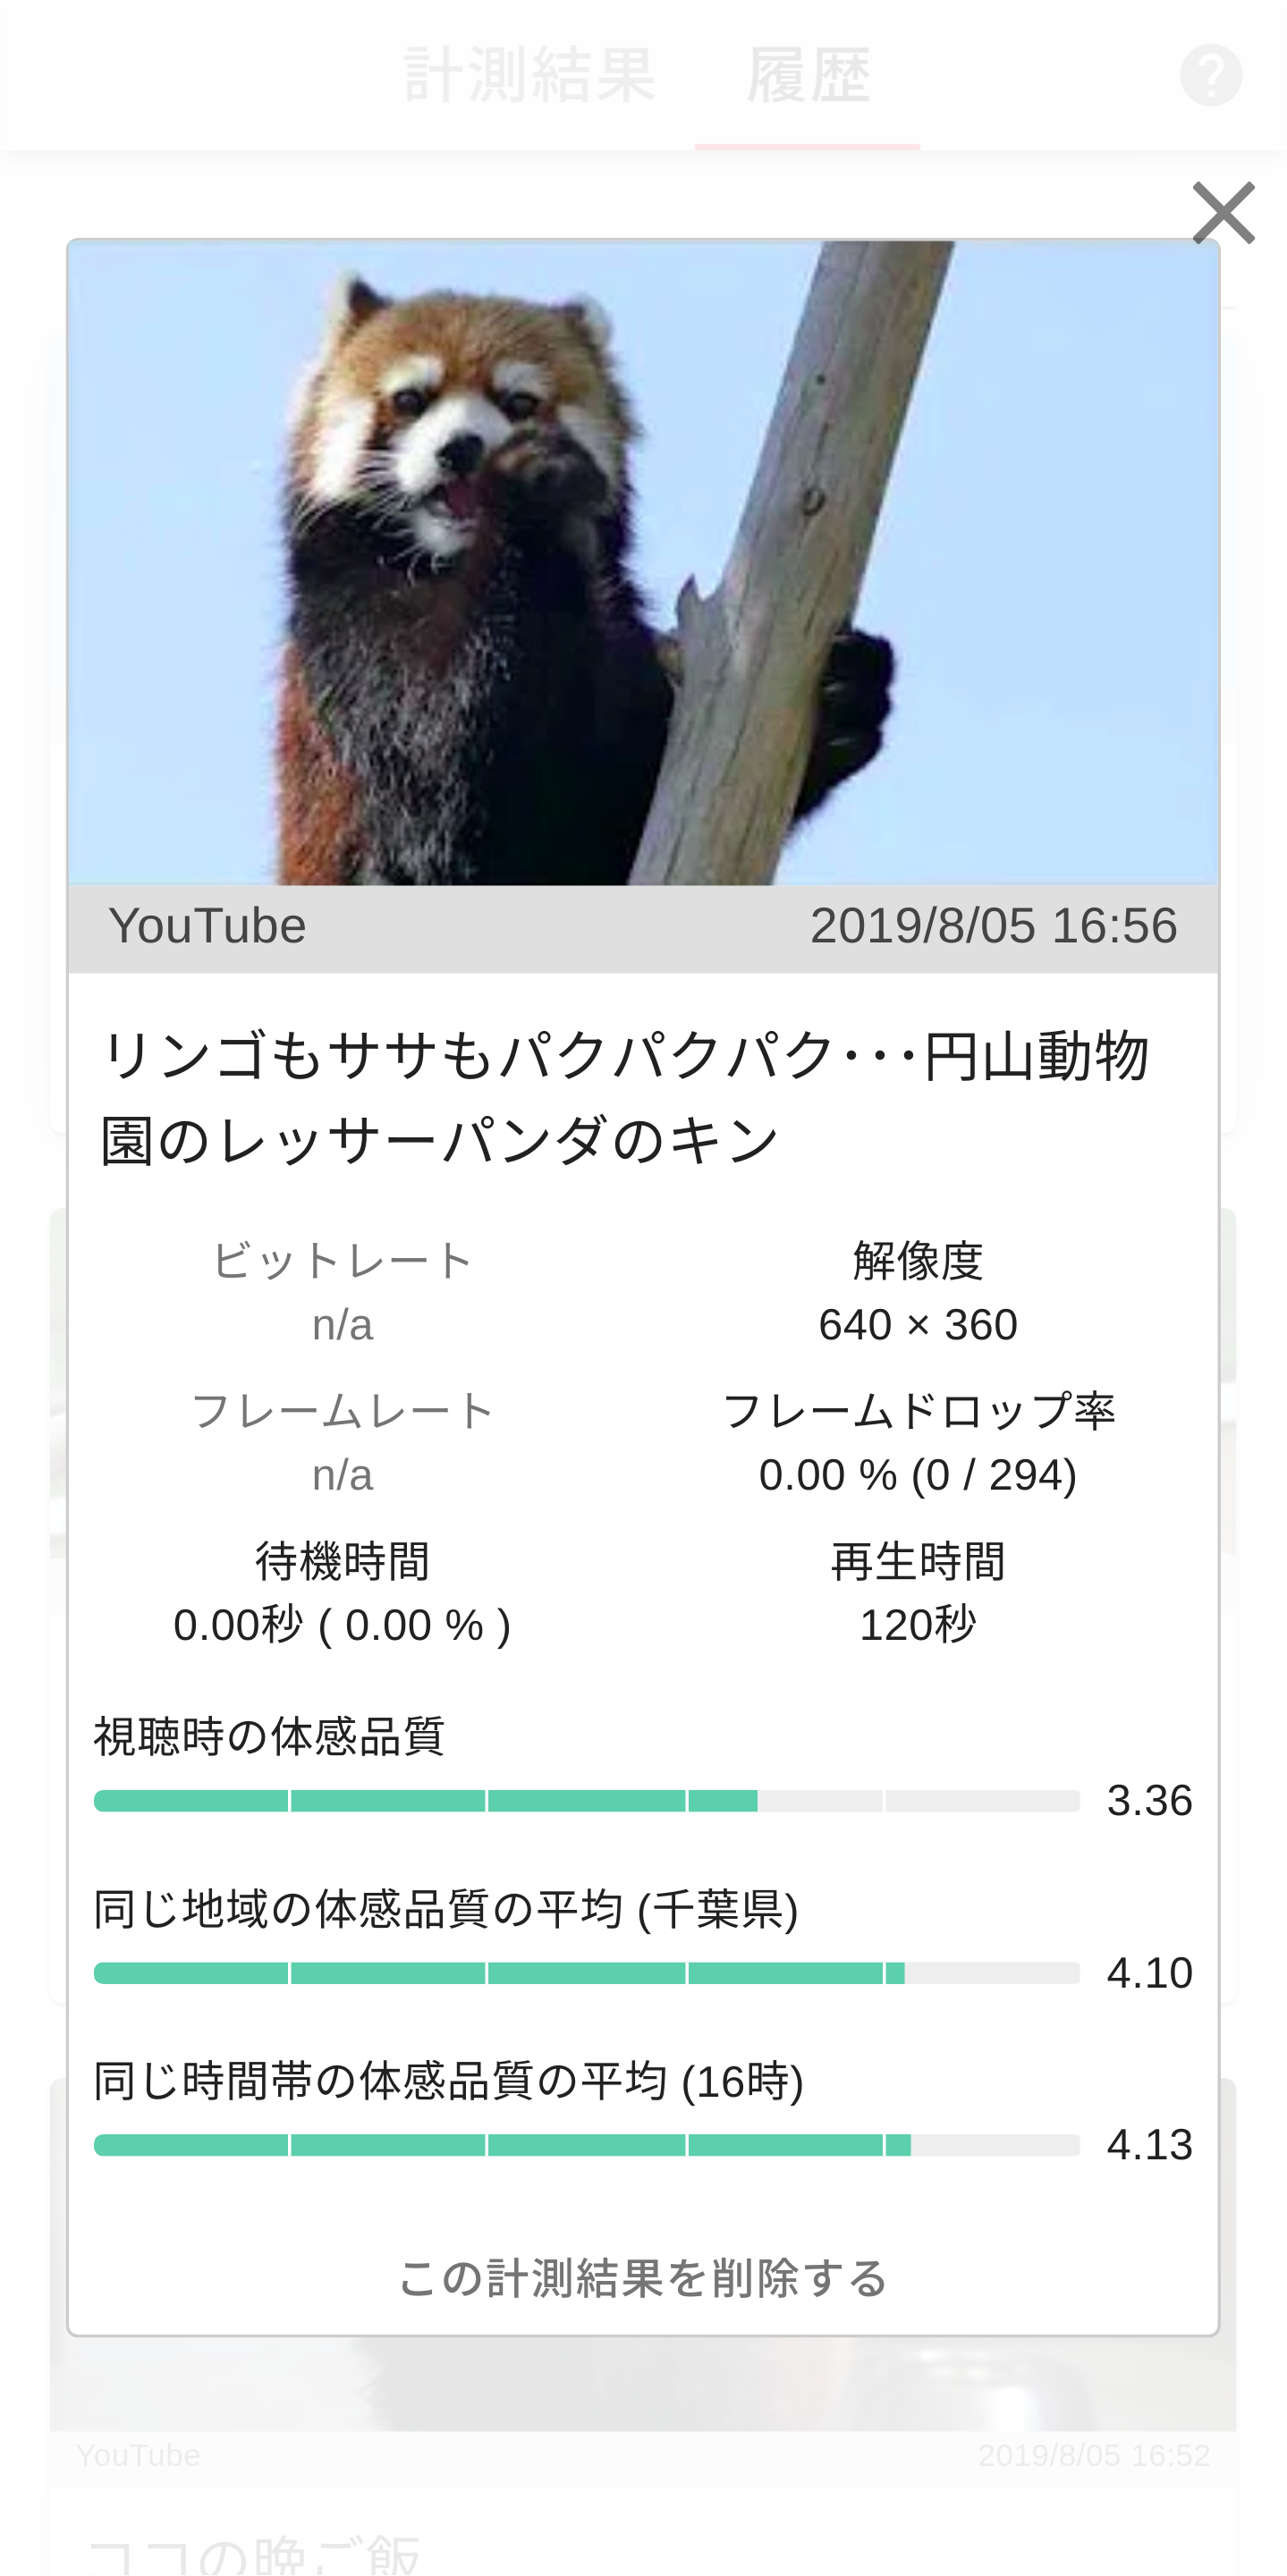 計測結果 履歴
YouTube 2019/8/05 16:56
リンゴもササもパクパクパク･･･円山動物
園のレッサーパンダのキン
ビットレート 解像度
n/a 640 × 360
フレームレート フレームドロップ率
n/a 0.00 % (0 / 294)
待機時間 再生時間
0.00秒 ( 0.00 % ) 120秒
視聴時の体感品質
3.36
同じ地域の体感品質の平均 (千葉県)
4.10
同じ時間帯の体感品質の平均 (16時)
4.13
この計測結果を削除する
YouTube 2019/8/05 16:52
ココの晩ご飯